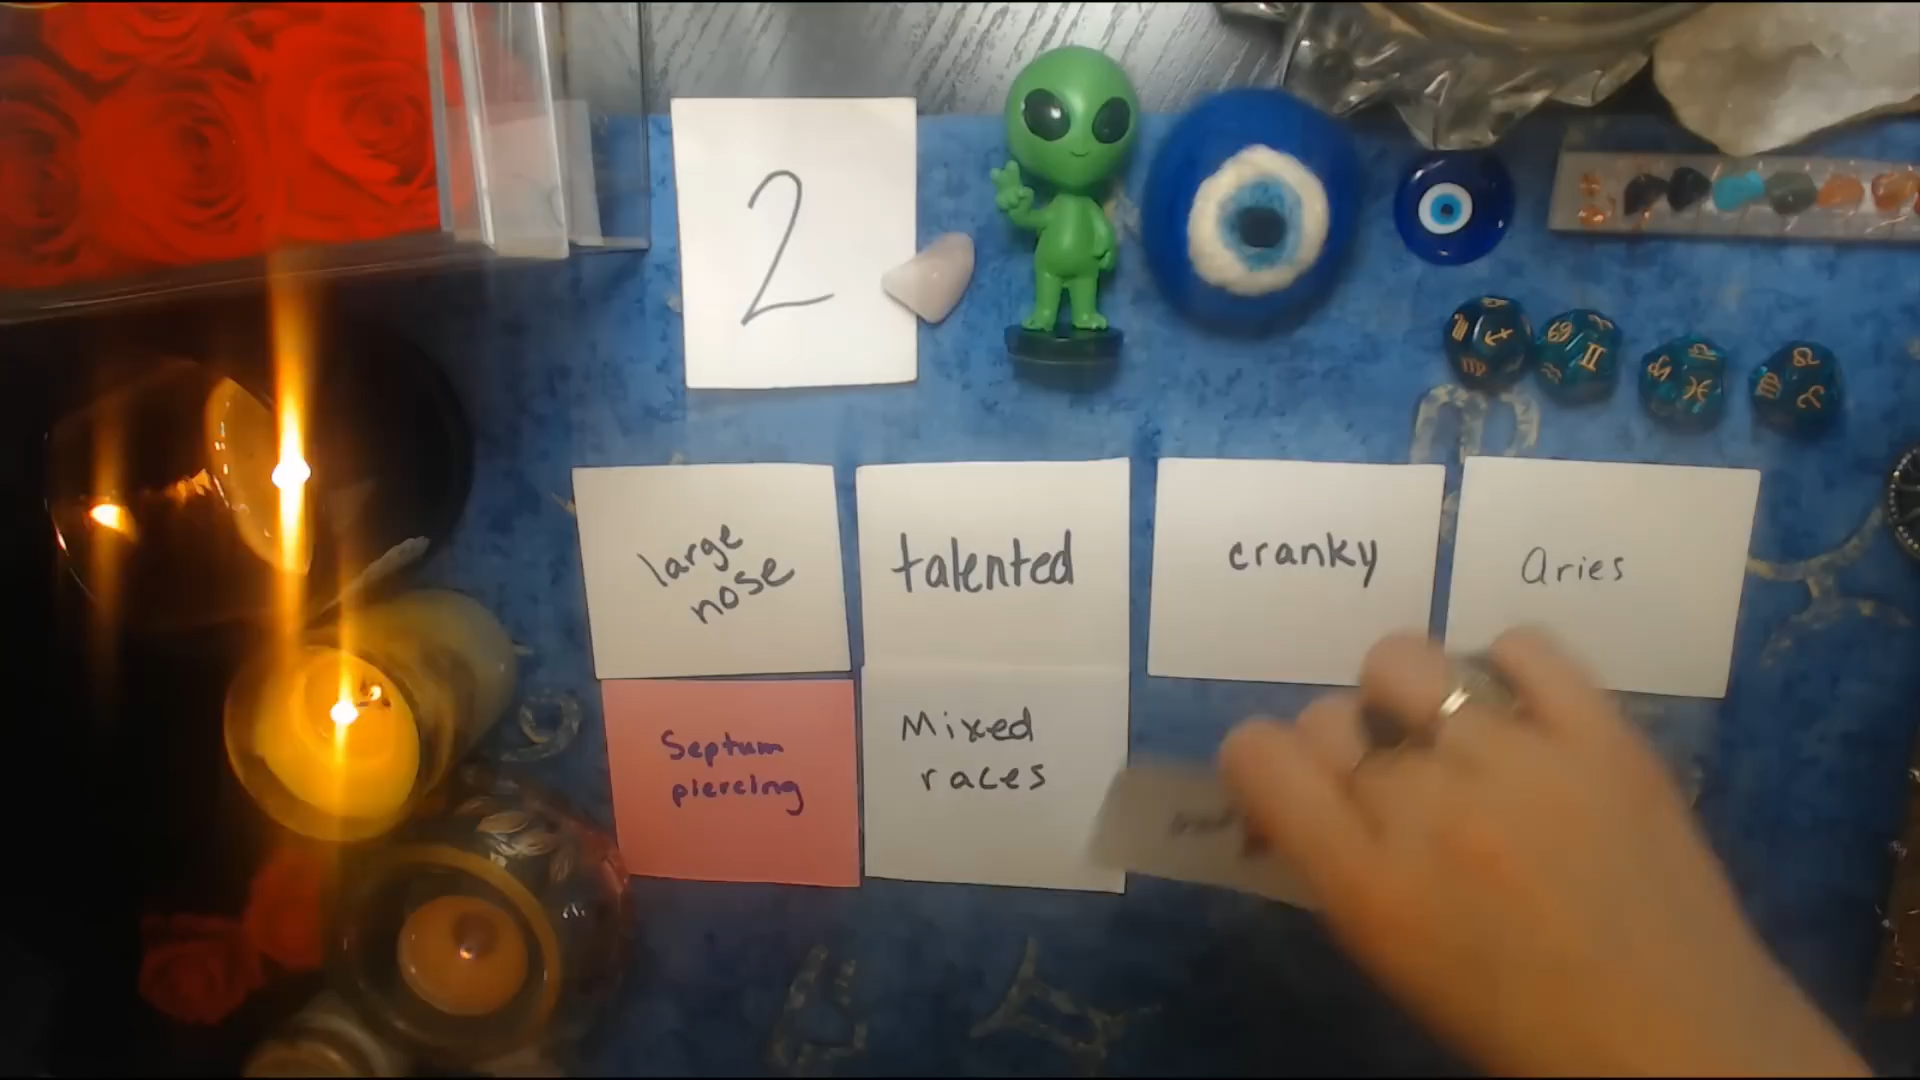 2
large
nose
talented
cranky
Aries
Septum
piercing
Mixed
races